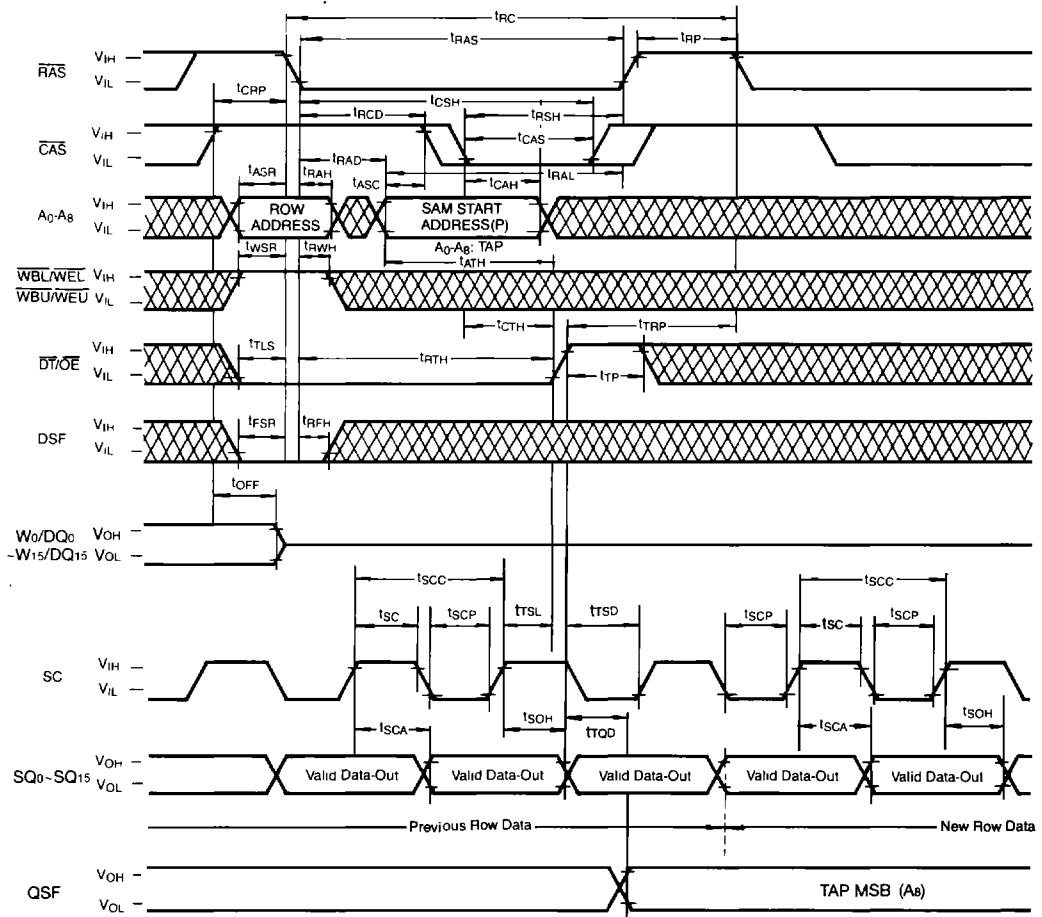 tRC
tRAS
tRP
RAS
VIH
VIL
tCRP
tCSH
tRCD
tRSH
CAS
VIH
VIL
tCAS
tRAD
tRAL
tASR
tRAH
tASC
tCAH
A0-A8
VIH
VIL
ROW ADDRESS
SAM START ADDRESS(P)
A0-A8: TAP
tWSR
tRWH
tATH
WBL/WEL
WBU/WEU
VIH
VIL
tCTH
tTRP
DT/OE
VIH
VIL
tTLS
tRTH
tTP
DSF
VIH
VIL
tFSR
tRFH
tOFF
W0/DQ0
~W15/DQ15
VOH
VOL
tSCC
tSCC
tSC
tSCP
tTSL
tTSD
tSCP
tSC
tSCP
SC
VIH
VIL
tSCA
tSOH
tTQD
tSCA
tSOH
SQ0~SQ15
VOH
VOL
Valid Data-Out
Valid Data-Out
Valid Data-Out
Valid Data-Out
Valid Data-Out
Previous Row Data
New Row Data
QSF
VOH
VOL
TAP MSB (A8)